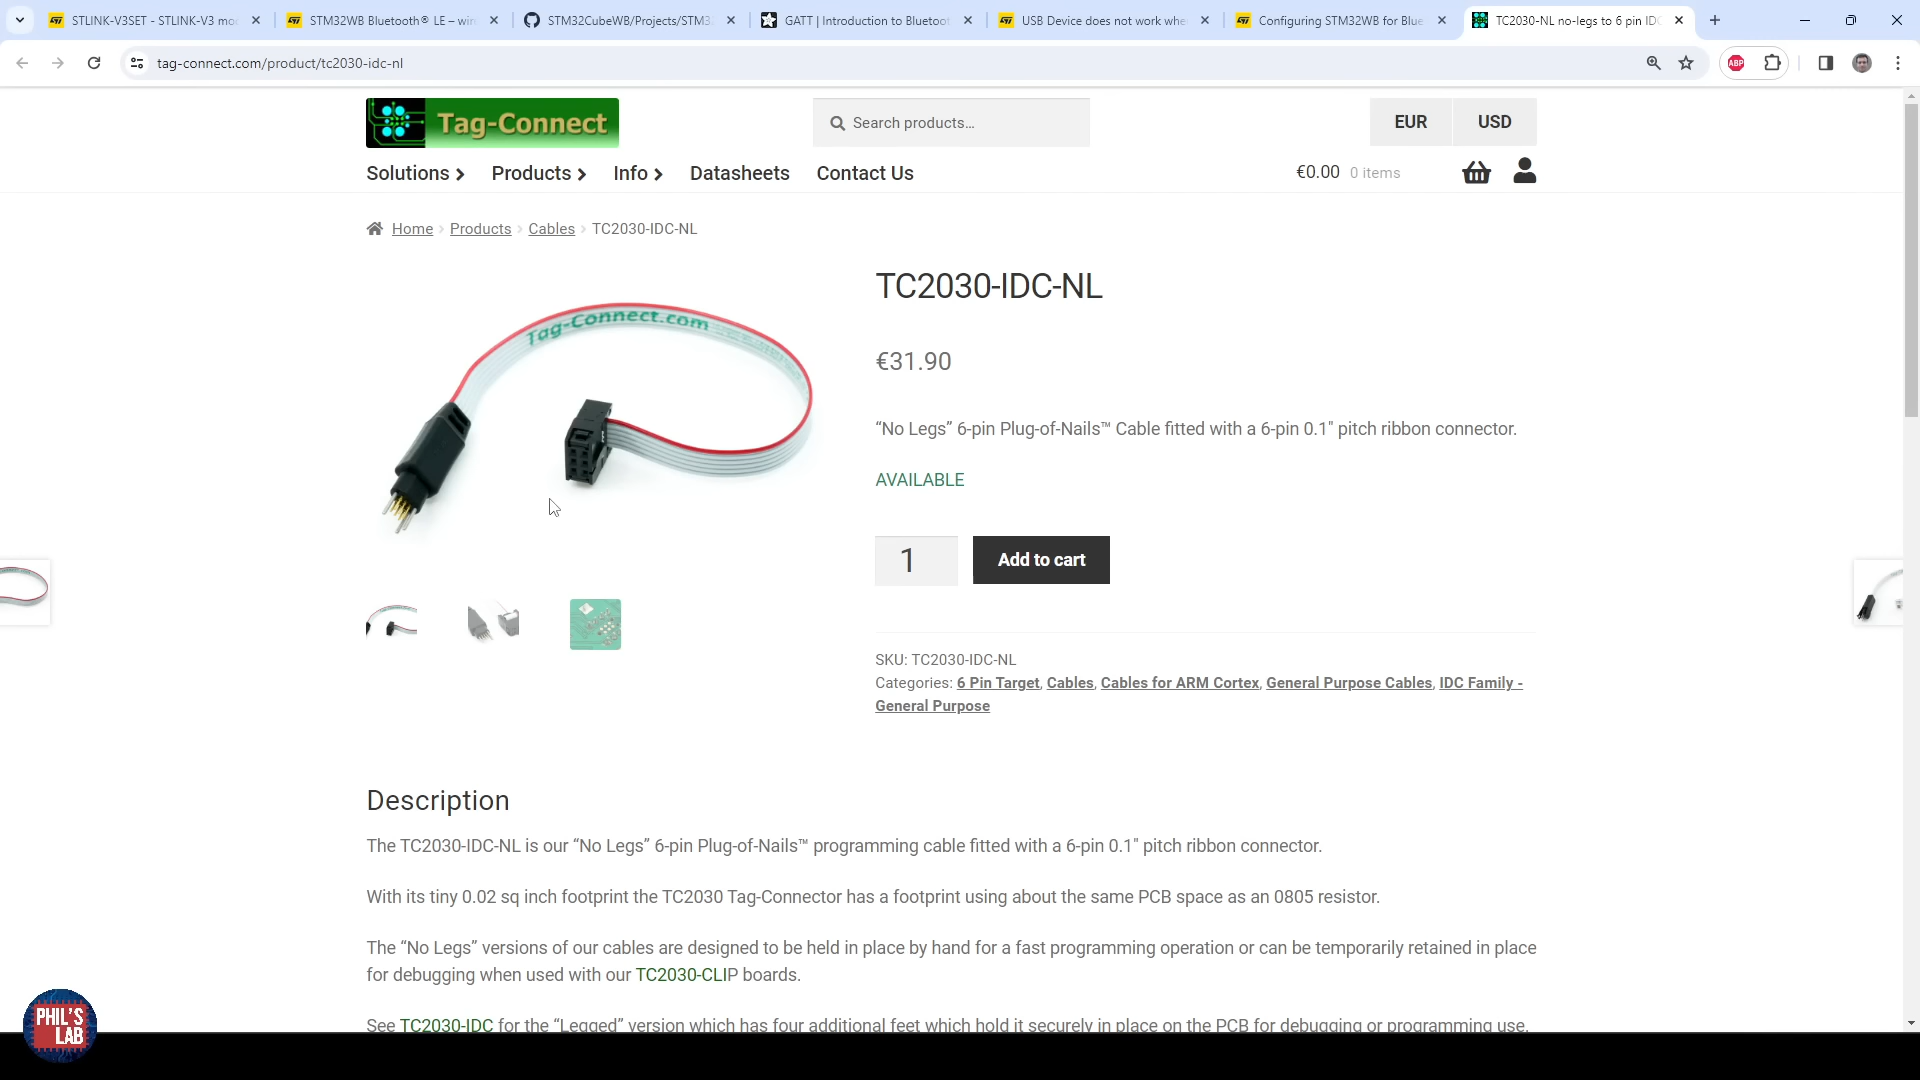 STLINK-V3SET - STLINK-V3 mo
STM32WB Bluetooth® LE – win
STM32CubeWB/Projects/STM3
GATT | Introduction to Bluetoot
USB Device does not work whe
Configuring STM32WB for Blue
TC2030-NL no-legs to 6 pin IDC
tag-connect.com/product/tc2030-idc-nl
ABP
Tag-Connect
Search products…
EUR
USD
Solutions
Products
Info
Datasheets
Contact Us
€0.00 0 items
Home
Products
Cables
TC2030-IDC-NL
Tag-Connect.com
TC2030-IDC-NL
€31.90
“No Legs” 6-pin Plug-of-Nails™ Cable fitted with a 6-pin 0.1" pitch ribbon connector.
AVAILABLE
1
Add to cart
SKU: TC2030-IDC-NL
Categories: 6 Pin Target, Cables, Cables for ARM Cortex, General Purpose Cables, IDC Family -
General Purpose
Description
The TC2030-IDC-NL is our “No Legs” 6-pin Plug-of-Nails™ programming cable fitted with a 6-pin 0.1" pitch ribbon connector.
With its tiny 0.02 sq inch footprint the TC2030 Tag-Connector has a footprint using about the same PCB space as an 0805 resistor.
The “No Legs” versions of our cables are designed to be held in place by hand for a fast programming operation or can be temporarily retained in place
for debugging when used with our TC2030-CLIP boards.
See TC2030-IDC for the “Legged” version which has four additional feet which hold it securely in place on the PCB for debugging or programming use.
PHIL'S
LAB